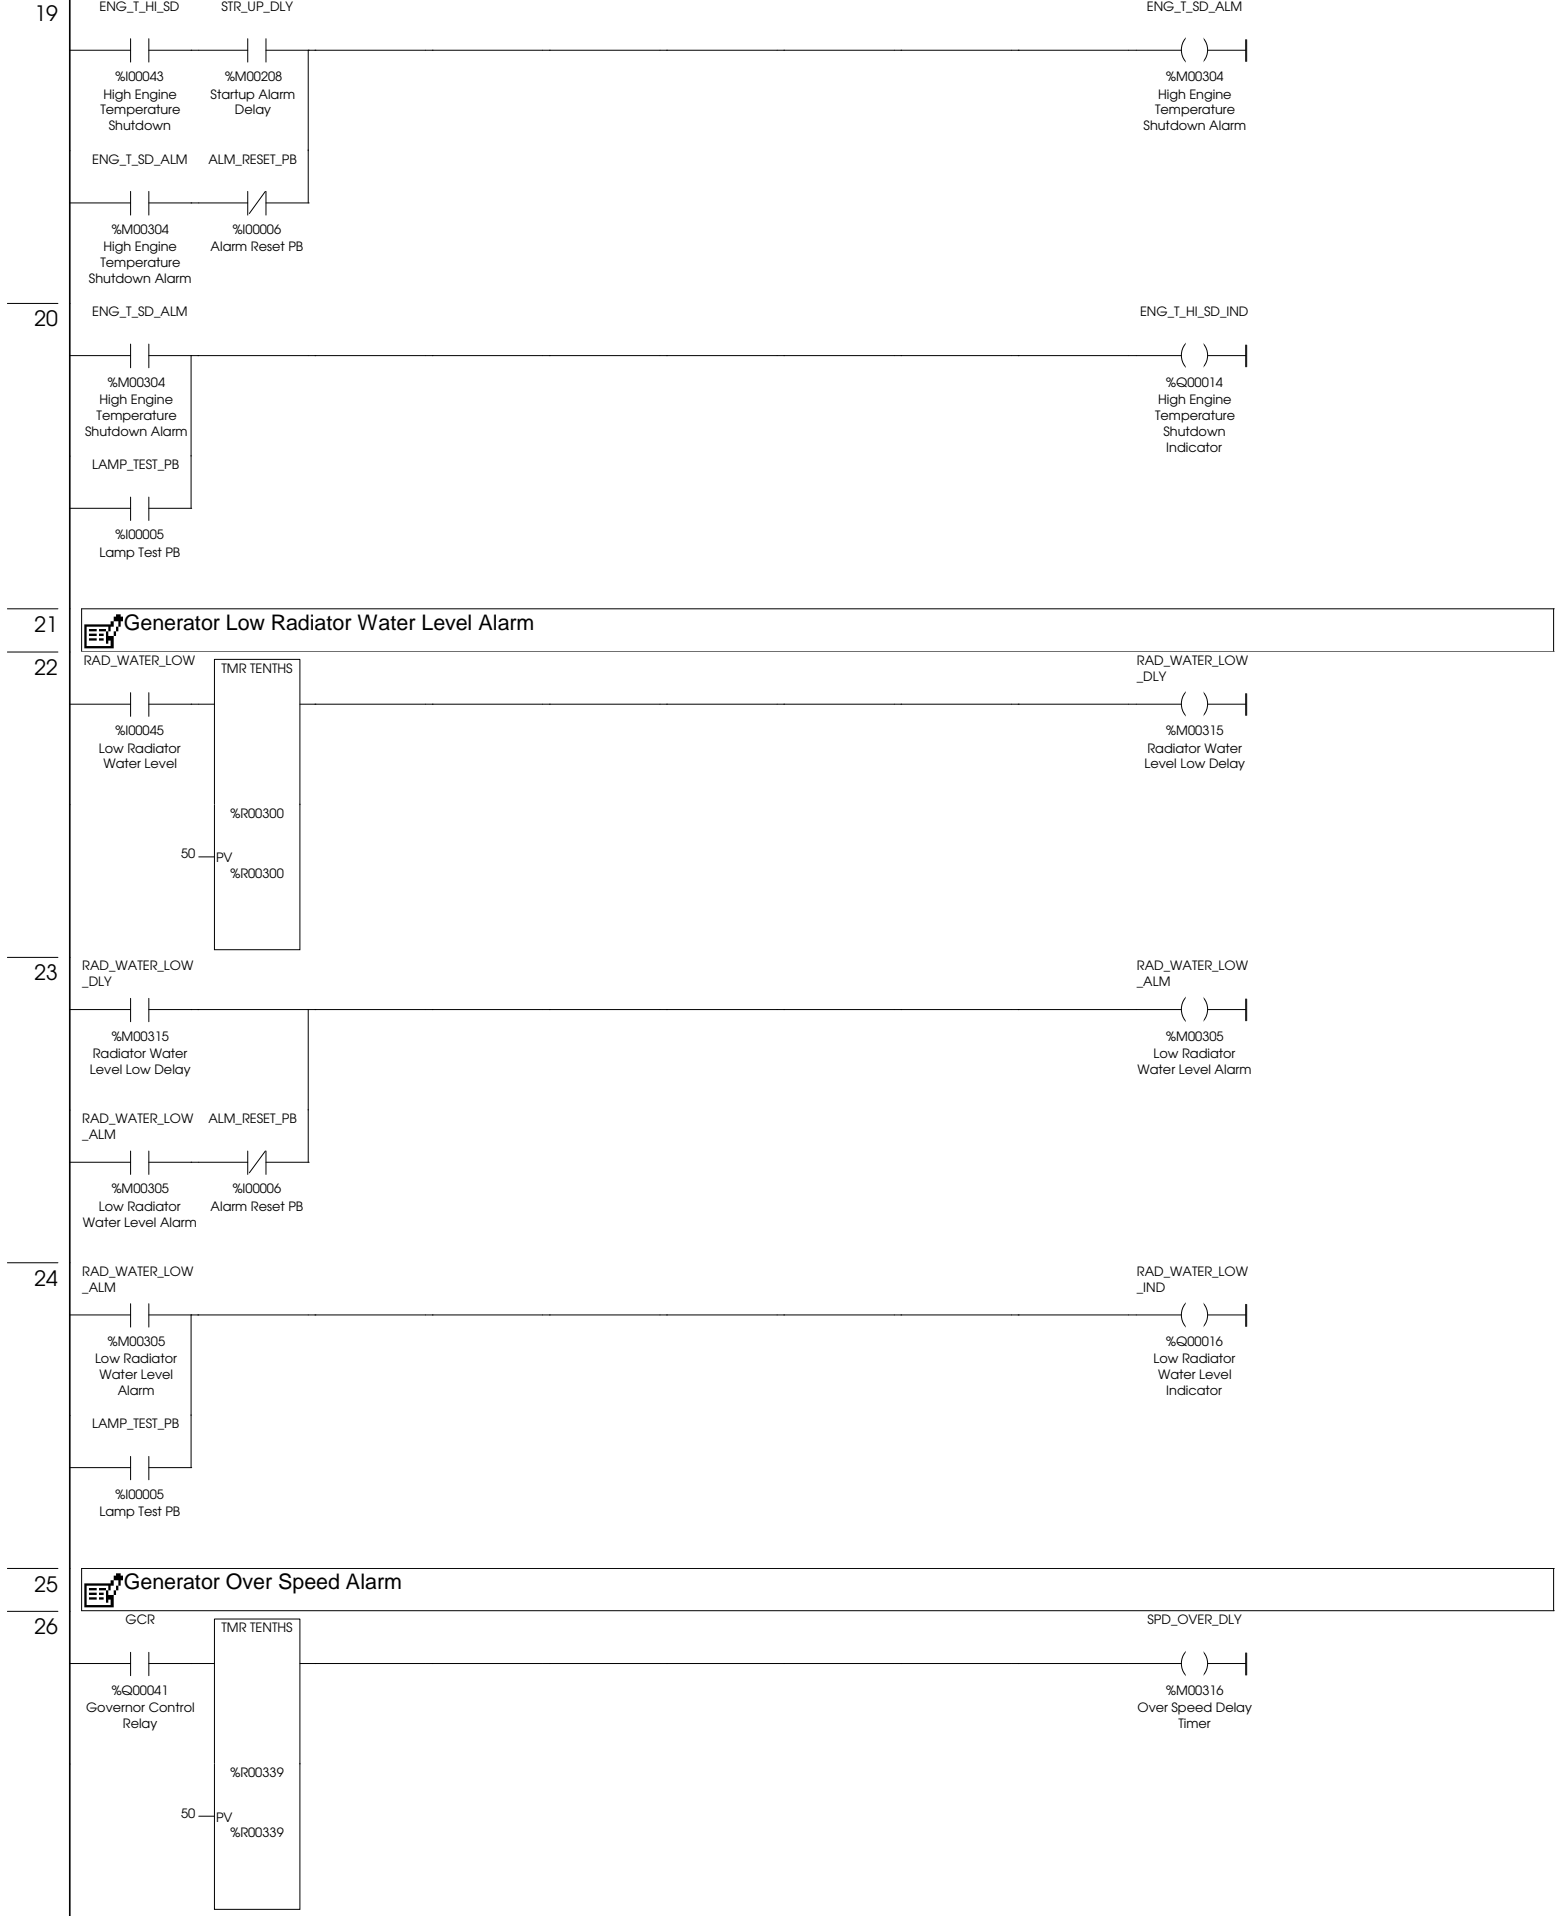 19
ENG_T_HI_SD STR_UP_DLY ENG_T_SD_ALM
%I00043 %M00208 %M00304
High Engine Startup Alarm High Engine
Temperature Delay Temperature
Shutdown Shutdown Alarm
ENG_T_SD_ALM ALM_RESET_PB
%M00304 %I00006
High Engine Alarm Reset PB
Temperature
Shutdown Alarm
20
ENG_T_SD_ALM ENG_T_HI_SD_IND
%M00304 %Q00014
High Engine High Engine
Temperature Temperature
Shutdown Alarm Shutdown
Indicator
LAMP_TEST_PB
%I00005
Lamp Test PB
21 Generator Low Radiator Water Level Alarm
22
RAD_WATER_LOW TMR TENTHS RAD_WATER_LOW
_DLY
%I00045 %M00315
Low Radiator Radiator Water
Water Level Level Low Delay
%R00300
50 PV
%R00300
23
RAD_WATER_LOW RAD_WATER_LOW
_DLY _ALM
%M00315 %M00305
Radiator Water Low Radiator
Level Low Delay Water Level Alarm
RAD_WATER_LOW ALM_RESET_PB
_ALM
%M00305 %I00006
Low Radiator Alarm Reset PB
Water Level Alarm
24
RAD_WATER_LOW RAD_WATER_LOW
_ALM _IND
%M00305 %Q00016
Low Radiator Low Radiator
Water Level Water Level
Alarm Indicator
LAMP_TEST_PB
%I00005
Lamp Test PB
25 Generator Over Speed Alarm
26
GCR TMR TENTHS SPD_OVER_DLY
%Q00041 %M00316
Governor Control Over Speed Delay
Relay Timer
%R00339
50 PV
%R00339